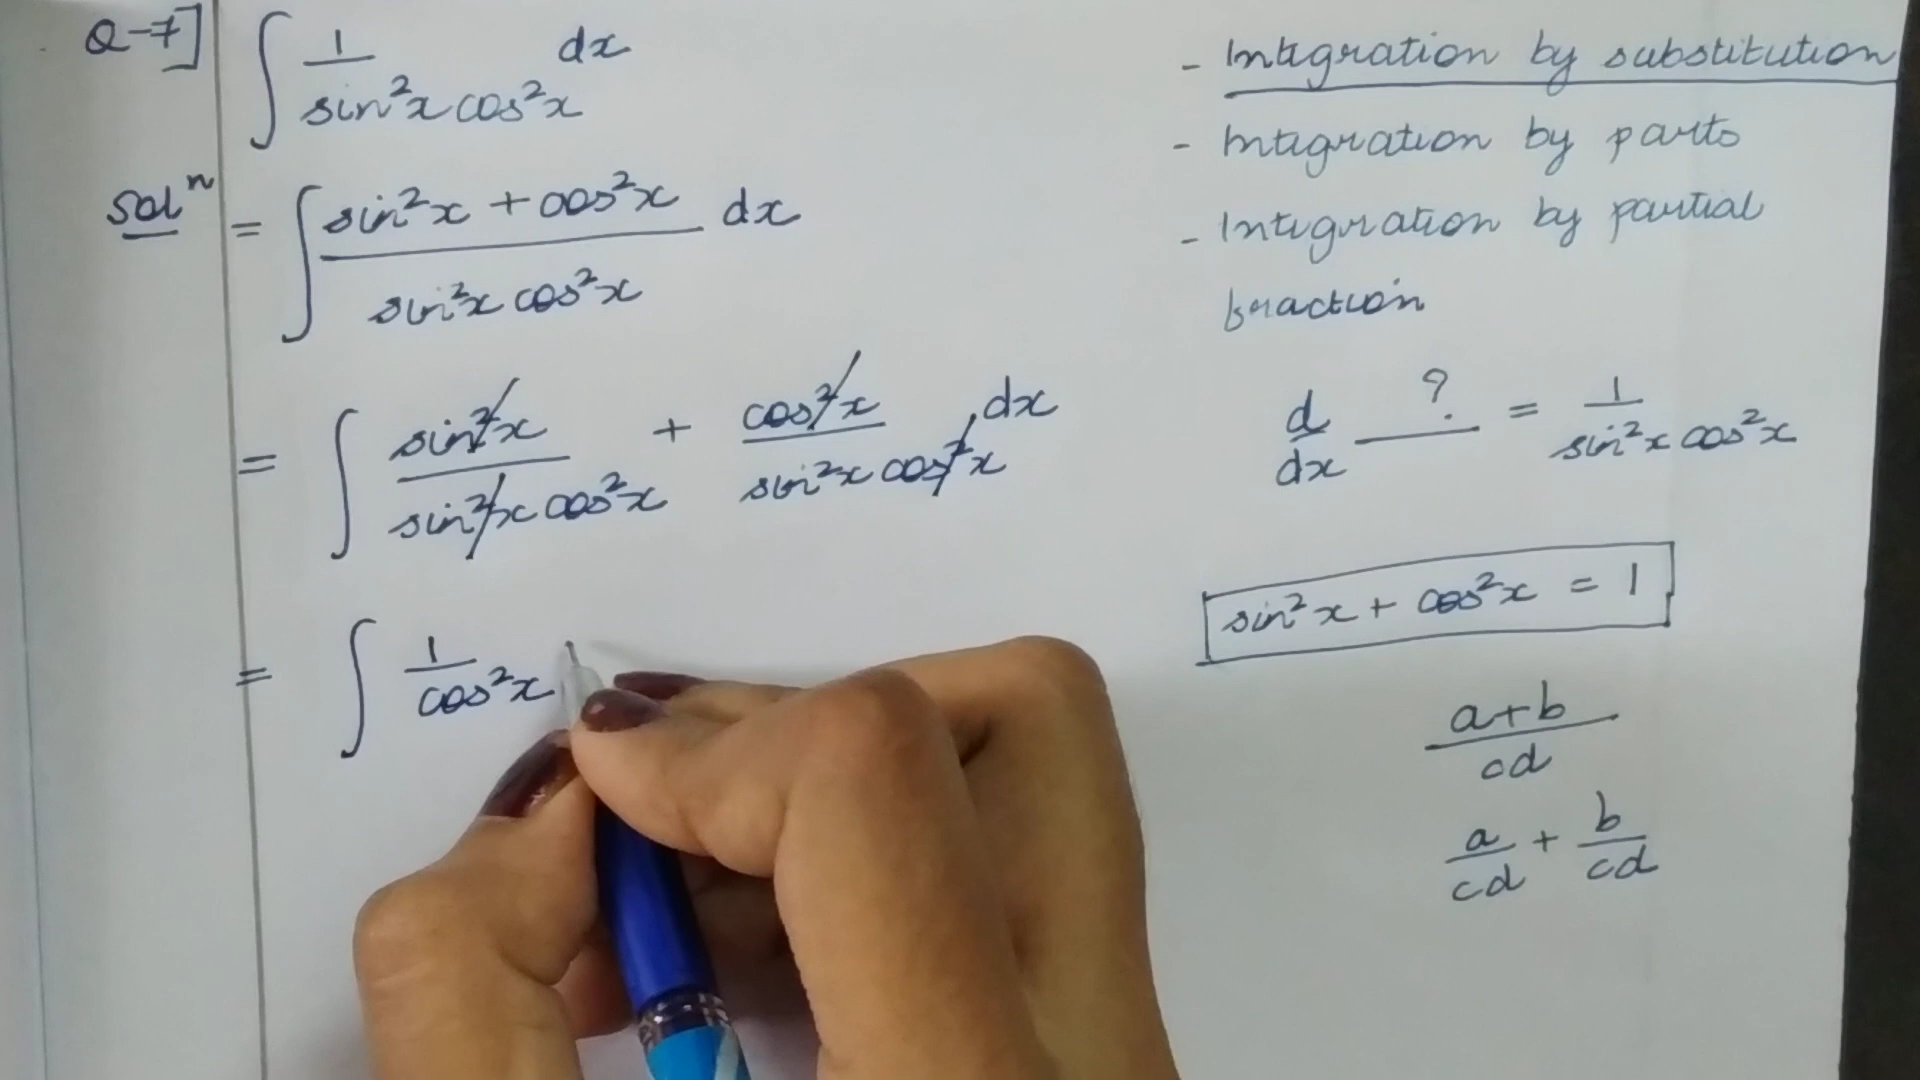 Q-7] ∫ 1/(sin²x cos²x) dx
Solⁿ = ∫ (sin²x + cos²x)/(sin²x cos²x) dx
= ∫ sin²x/(sin²x cos²x) + cos²x/(sin²x cos²x) dx
= ∫ 1/cos²x
- Integration by substitution
- Integration by parts
- Integration by partial
fraction
d/dx ___?___ = 1/(sin²x cos²x)
sin²x + cos²x = 1
(a+b)/cd
a/cd + b/cd